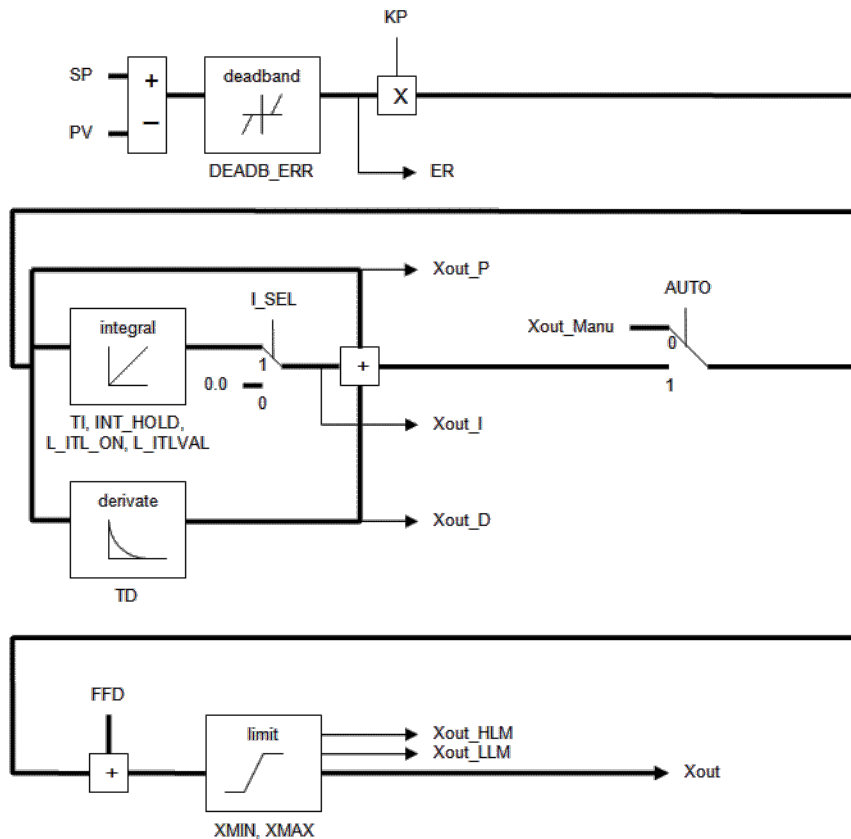 KP
SP
+
deadband
X
PV
−
DEADB_ERR
ER
Xout_P
I_SEL
AUTO
integral
Xout_Manu
0
1
+
0.0
0
1
TI, INT_HOLD,
L_ITL_ON, L_ITLVAL
Xout_I
derivate
Xout_D
TD
FFD
limit
Xout_HLM
Xout_LLM
+
Xout
XMIN, XMAX